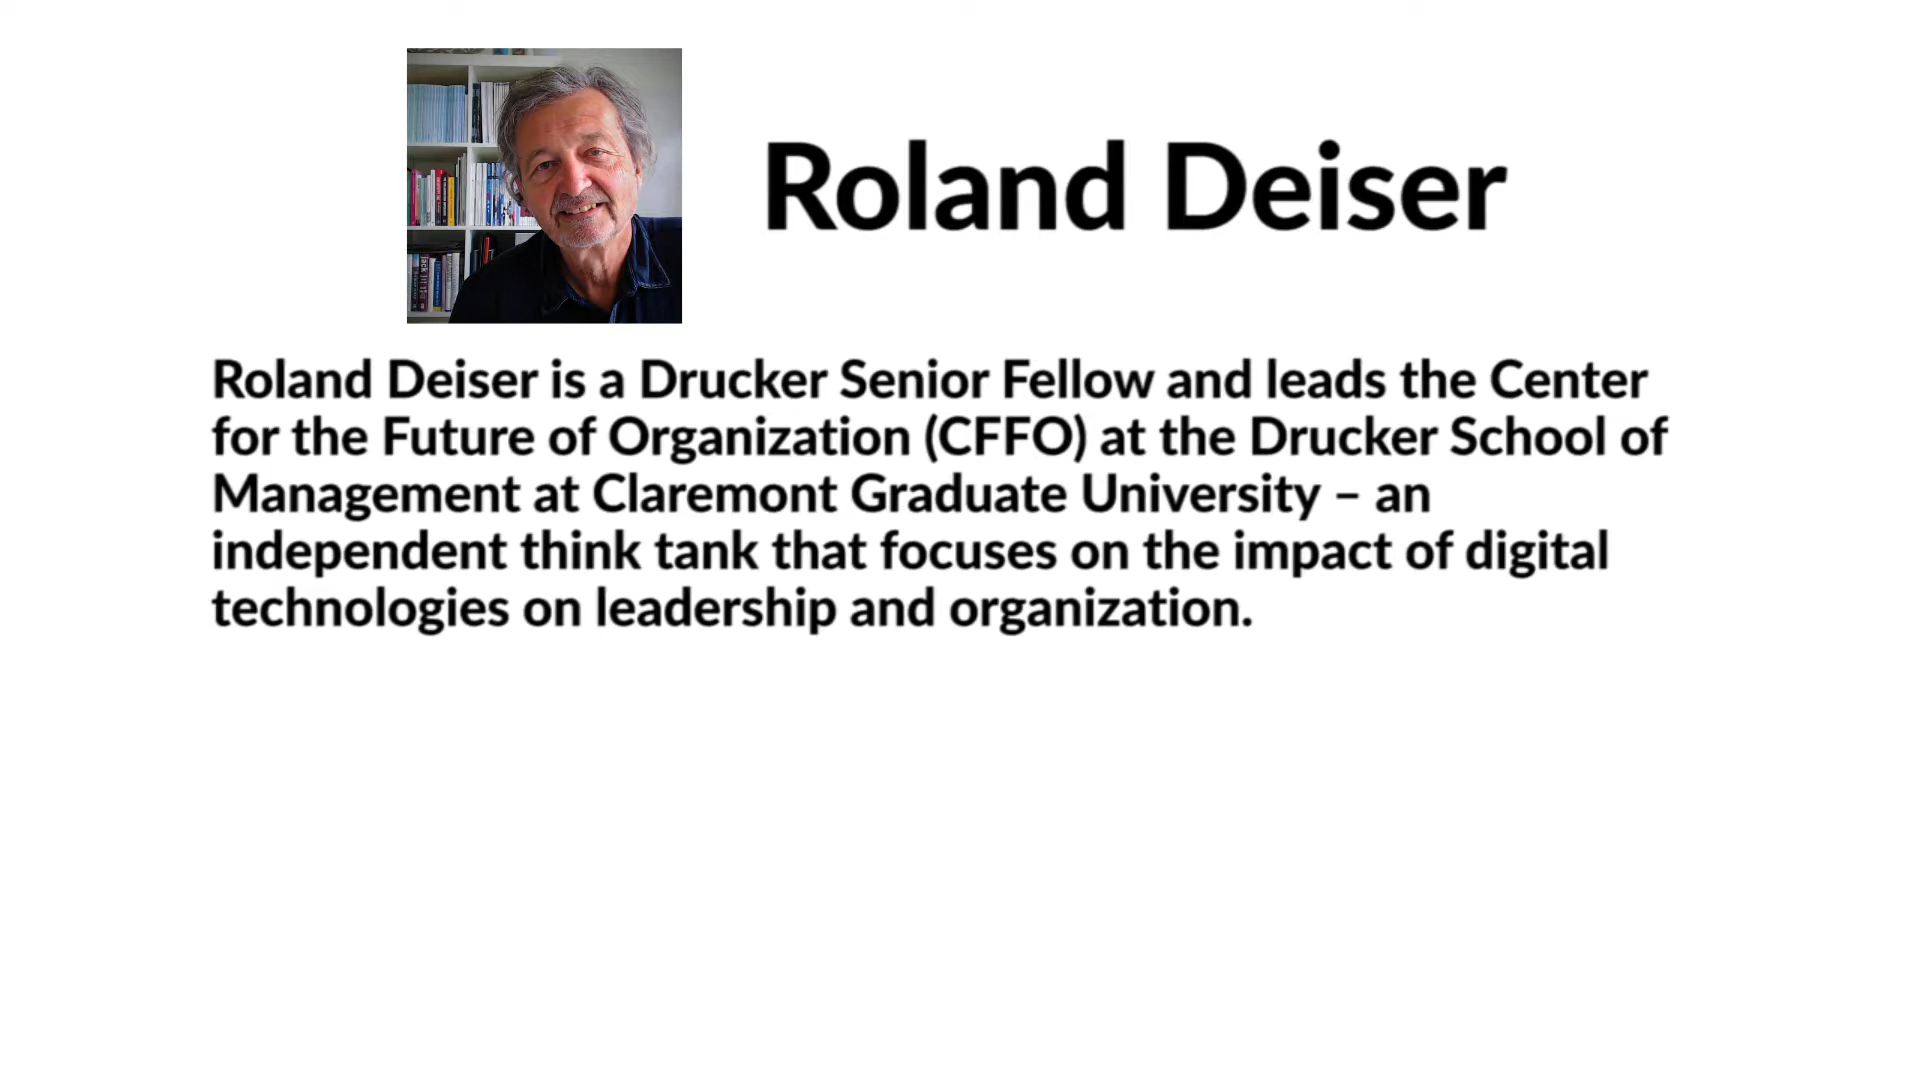 Roland Deiser
Roland Deiser is a Drucker Senior Fellow and leads the Center
for the Future of Organization (CFFO) at the Drucker School of
Management at Claremont Graduate University – an
independent think tank that focuses on the impact of digital
technologies on leadership and organization.